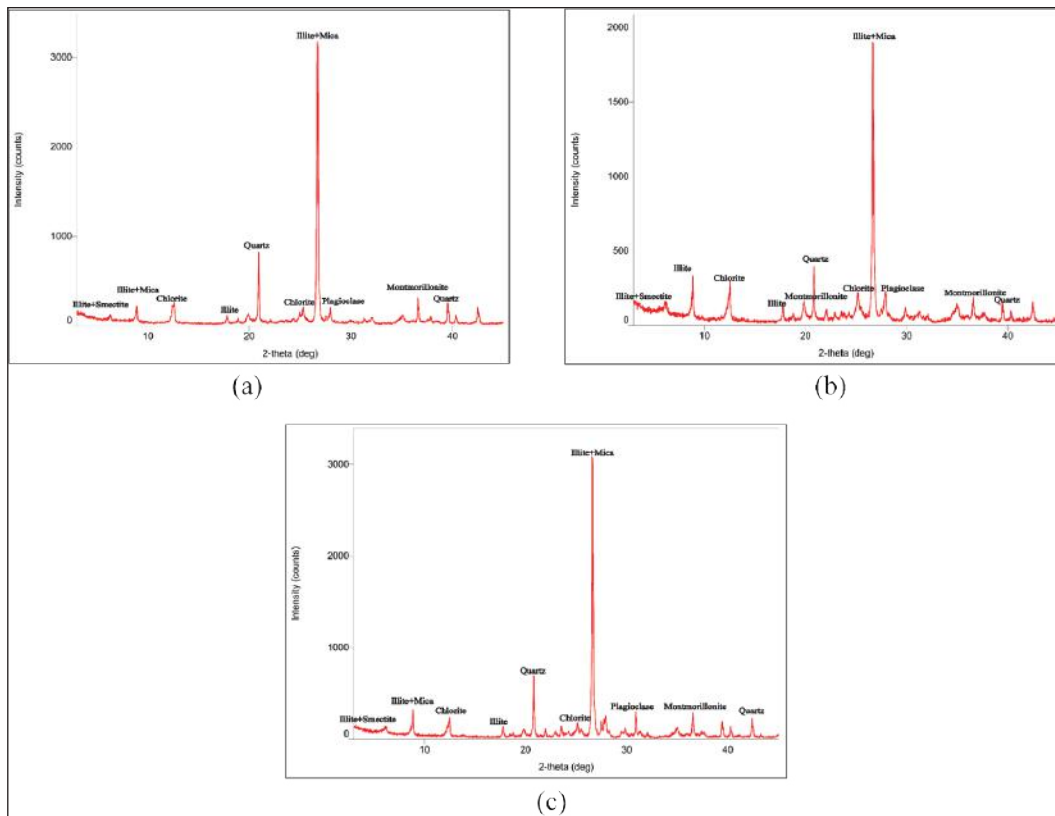 3000
2000
1000
0
10
20
30
40
Intensity (counts)
2-theta (deg)
Illite+Smectite
Illite+Mica
Chlorite
Illite
Quartz
Chlorite
Illite+Mica
Plagioclase
Montmorillonite
Quartz
(a)
2000
1500
1000
500
0
10
20
30
40
Intensity (counts)
2-theta (deg)
Illite+Smectite
Illite
Chlorite
Illite
Montmorillonite
Quartz
Chlorite
Illite+Mica
Plagioclase
Montmorillonite
Quartz
(b)
3000
2000
1000
0
10
20
30
40
Intensity (counts)
2-theta (deg)
Illite+Smectite
Illite+Mica
Chlorite
Illite
Quartz
Chlorite
Illite+Mica
Plagioclase
Montmorillonite
Quartz
(c)